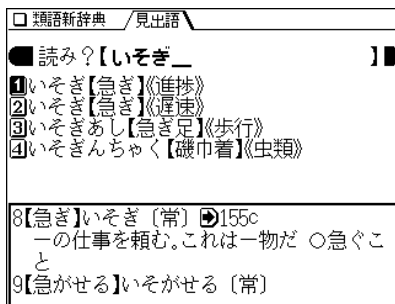 □ 類語新辞典 見出語
読み?【いそぎ_ 】
1いそぎ【急ぎ】《進捗》
2いそぎ【急ぎ】《遅速》
3いそぎあし【急ぎ足】《歩行》
4いそぎんちゃく【磯巾着】《虫類》
8【急ぎ】いそぎ〔常〕➡155c
―の仕事を頼む。これは―物だ ○急ぐこ
と
9【急がせる】いそがせる〔常〕